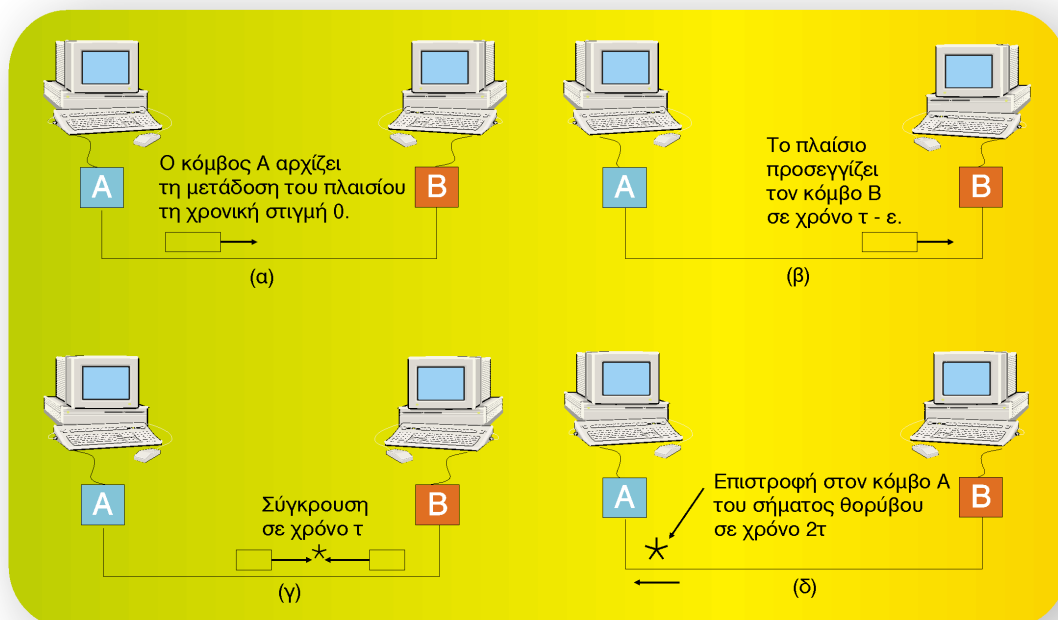 Ο κόμβος Α αρχίζει
τη μετάδοση του πλαισίου
τη χρονική στιγμή 0.
A
B
(α)
Το πλαίσιο
προσεγγίζει
τον κόμβο Β
σε χρόνο τ - ε.
A
B
(β)
Σύγκρουση
σε χρόνο τ
A
B
(γ)
Επιστροφή στον κόμβο Α
του σήματος θορύβου
σε χρόνο 2τ
A
B
(δ)